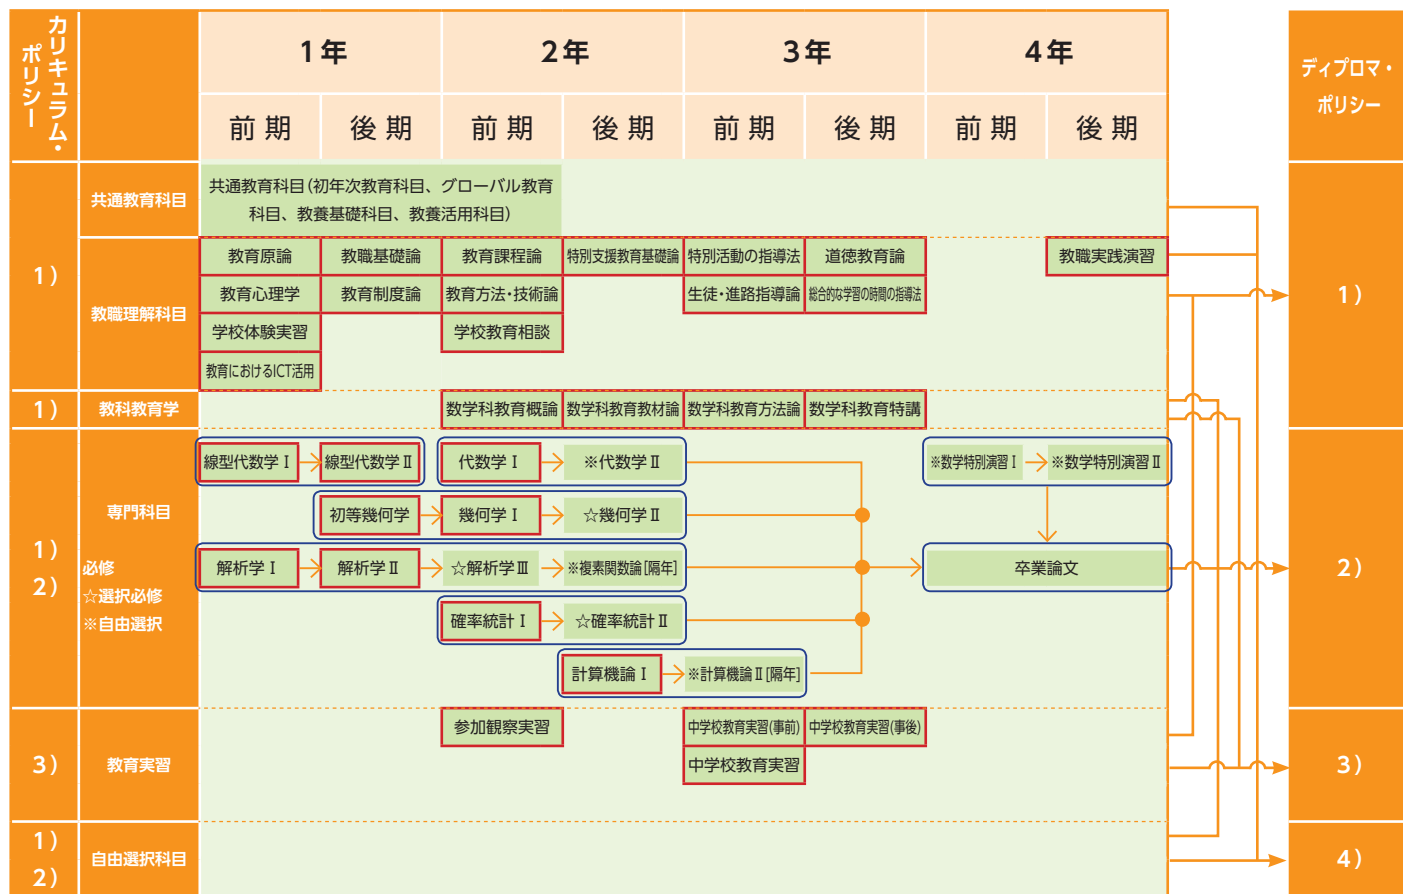 カリキュラム・
ポリシー
1年
2年
3年
4年
ディプロマ・
ポリシー
前 期
後 期
前 期
後 期
前 期
後 期
前 期
後 期
1）
共通教育科目
共通教育科目(初年次教育科目、グローバル教育
科目、教養基礎科目、教養活用科目)
教職理解科目
教育原論
教職基礎論
教育課程論
特別支援教育基礎論
特別活動の指導法
道徳教育論
教職実践演習
教育心理学
教育制度論
教育方法・技術論
生徒・進路指導論
総合的な学習の時間の指導法
学校体験実習
学校教育相談
教育におけるICT活用
1）
1）
教科教育学
数学科教育概論
数学科教育教材論
数学科教育方法論
数学科教育特講
1）
2）
専門科目
必修
☆選択必修
※自由選択
線型代数学Ⅰ
線型代数学Ⅱ
代数学Ⅰ
※代数学Ⅱ
※数学特別演習Ⅰ
※数学特別演習Ⅱ
初等幾何学
幾何学Ⅰ
☆幾何学Ⅱ
解析学Ⅰ
解析学Ⅱ
☆解析学Ⅲ
※複素関数論[隔年]
卒業論文
確率統計Ⅰ
☆確率統計Ⅱ
計算機論Ⅰ
※計算機論Ⅱ[隔年]
2）
3）
教育実習
参加観察実習
中学校教育実習(事前)
中学校教育実習(事後)
中学校教育実習
3）
1）
2）
自由選択科目
4）